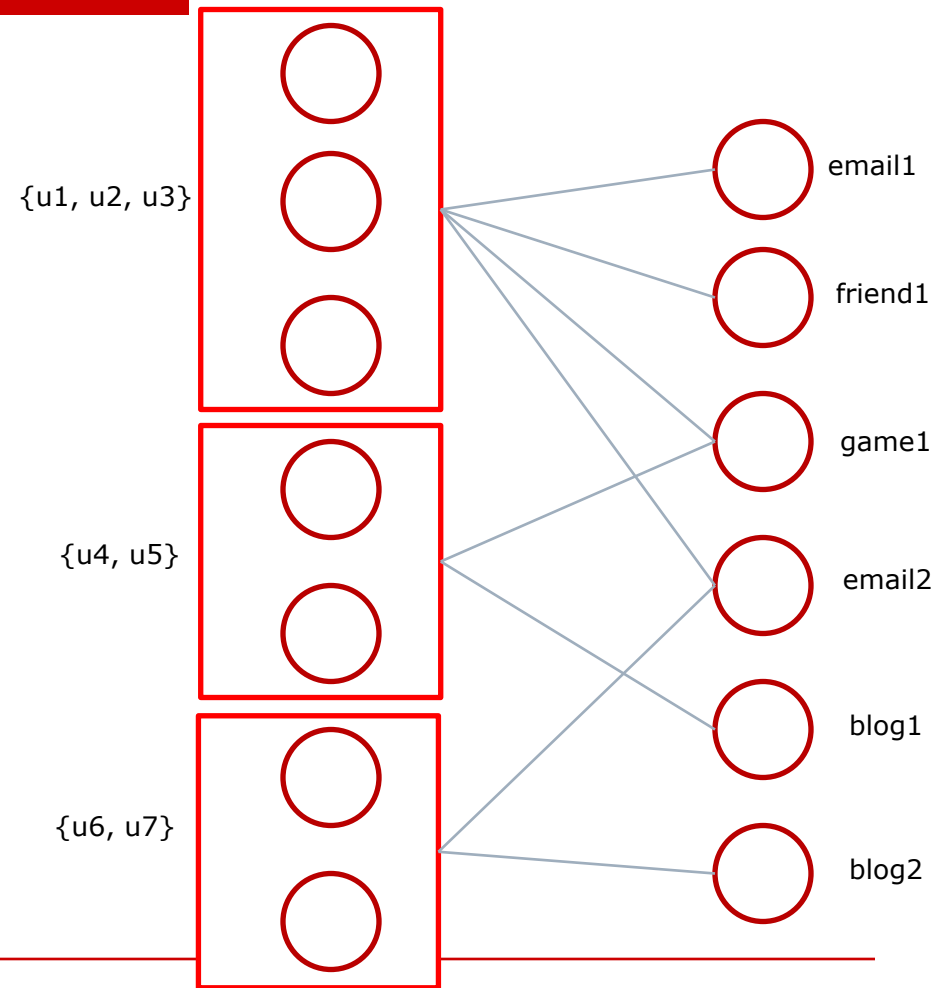 email1
{u1, u2, u3}
friend1
game1
{u4, u5}
email2
blog1
{u6, u7}
blog2